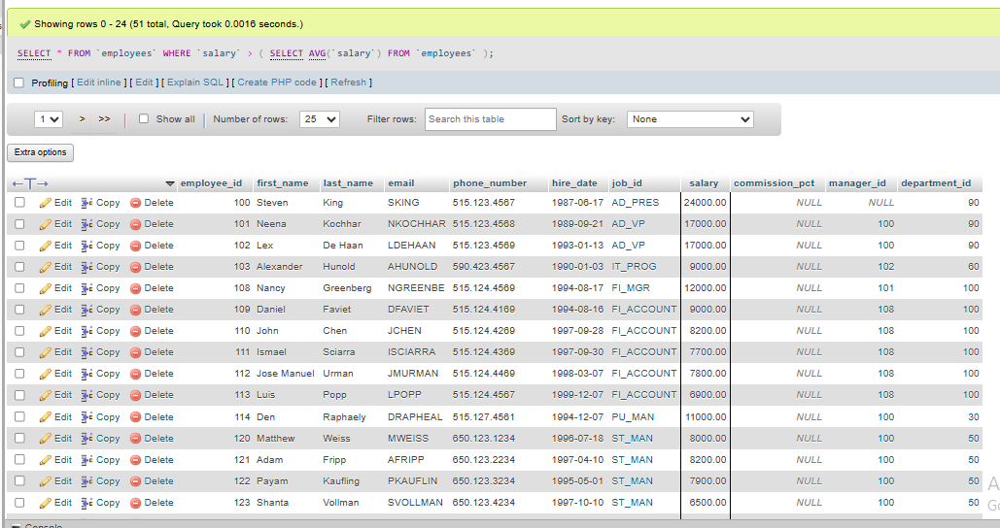 Showing rows 0 - 24 (51 total, Query took 0.0016 seconds.)
SELECT * FROM `employees` WHERE `salary` > ( SELECT AVG(`salary`) FROM `employees` );
Profiling [ Edit inline ] [ Edit ] [ Explain SQL ] [ Create PHP code ] [ Refresh ]
1 > >> Show all Number of rows: 25 Filter rows: Search this table Sort by key: None
Extra options
←T→ employee_id first_name last_name email phone_number hire_date job_id salary commission_pct manager_id department_id
Edit Copy Delete 100 Steven King SKING 515.123.4567 1987-06-17 AD_PRES 24000.00 NULL NULL 90
Edit Copy Delete 101 Neena Kochhar NKOCHHAR 515.123.4568 1989-09-21 AD_VP 17000.00 NULL 100 90
Edit Copy Delete 102 Lex De Haan LDEHAAN 515.123.4569 1993-01-13 AD_VP 17000.00 NULL 100 90
Edit Copy Delete 103 Alexander Hunold AHUNOLD 590.423.4567 1990-01-03 IT_PROG 9000.00 NULL 102 60
Edit Copy Delete 108 Nancy Greenberg NGREENBE 515.124.4569 1994-08-17 FI_MGR 12000.00 NULL 101 100
Edit Copy Delete 109 Daniel Faviet DFAVIET 515.124.4169 1994-08-16 FI_ACCOUNT 9000.00 NULL 108 100
Edit Copy Delete 110 John Chen JCHEN 515.124.4269 1997-09-28 FI_ACCOUNT 8200.00 NULL 108 100
Edit Copy Delete 111 Ismael Sciarra ISCIARRA 515.124.4369 1997-09-30 FI_ACCOUNT 7700.00 NULL 108 100
Edit Copy Delete 112 Jose Manuel Urman JMURMAN 515.124.4469 1998-03-07 FI_ACCOUNT 7800.00 NULL 108 100
Edit Copy Delete 113 Luis Popp LPOPP 515.124.4567 1999-12-07 FI_ACCOUNT 6900.00 NULL 108 100
Edit Copy Delete 114 Den Raphaely DRAPHEAL 515.127.4561 1994-12-07 PU_MAN 11000.00 NULL 100 30
Edit Copy Delete 120 Matthew Weiss MWEISS 650.123.1234 1996-07-18 ST_MAN 8000.00 NULL 100 50
Edit Copy Delete 121 Adam Fripp AFRIPP 650.123.2234 1997-04-10 ST_MAN 8200.00 NULL 100 50
Edit Copy Delete 122 Payam Kaufling PKAUFLIN 650.123.3234 1995-05-01 ST_MAN 7900.00 NULL 100 50
Edit Copy Delete 123 Shanta Vollman SVOLLMAN 650.123.4234 1997-10-10 ST_MAN 6500.00 NULL 100 50
Console